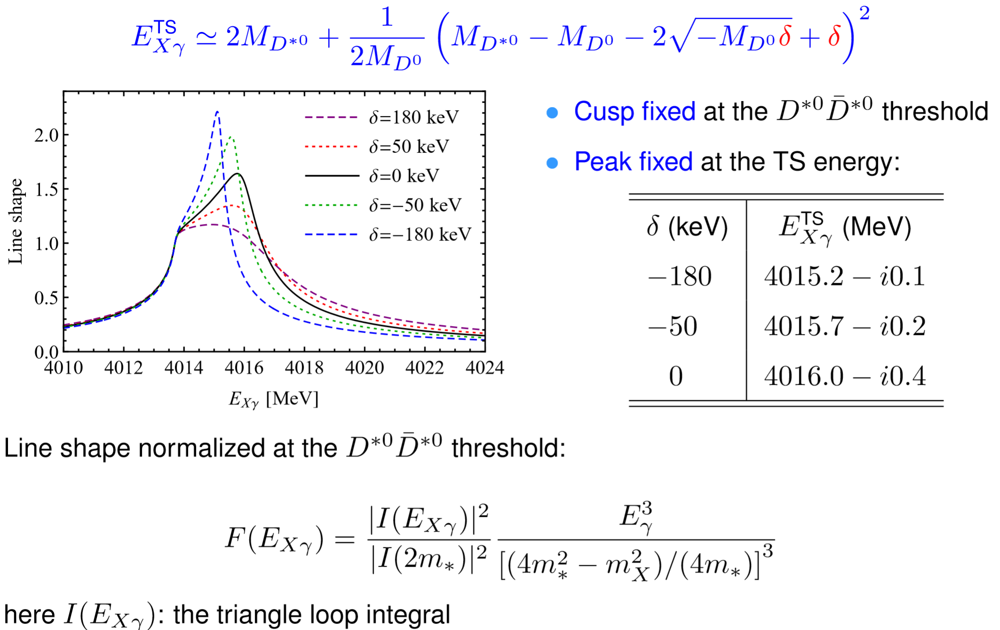 $E_{X\gamma}^{\text{TS}} \simeq 2M_{D^{*0}} + \frac{1}{2M_{D^0}} \left( M_{D^{*0}} - M_{D^0} - 2\sqrt{-M_{D^0}\delta} + \delta \right)^2$
Line shape
2.0
1.5
1.0
0.5
0.0
4010 4012 4014 4016 4018 4020 4022 4024
$E_{X\gamma}$ [MeV]
δ=180 keV
δ=50 keV
δ=0 keV
δ=−50 keV
δ=−180 keV
• Cusp fixed at the $D^{*0}\bar{D}^{*0}$ threshold
• Peak fixed at the TS energy:
δ (keV) $E_{X\gamma}^{\text{TS}}$ (MeV)
−180 4015.2 − i0.1
−50 4015.7 − i0.2
0 4016.0 − i0.4
Line shape normalized at the $D^{*0}\bar{D}^{*0}$ threshold:
$F(E_{X\gamma}) = \frac{|I(E_{X\gamma})|^2}{|I(2m_*)|^2} \frac{E_\gamma^3}{[(4m_*^2 - m_X^2)/(4m_*)]^3}$
here $I(E_{X\gamma})$: the triangle loop integral